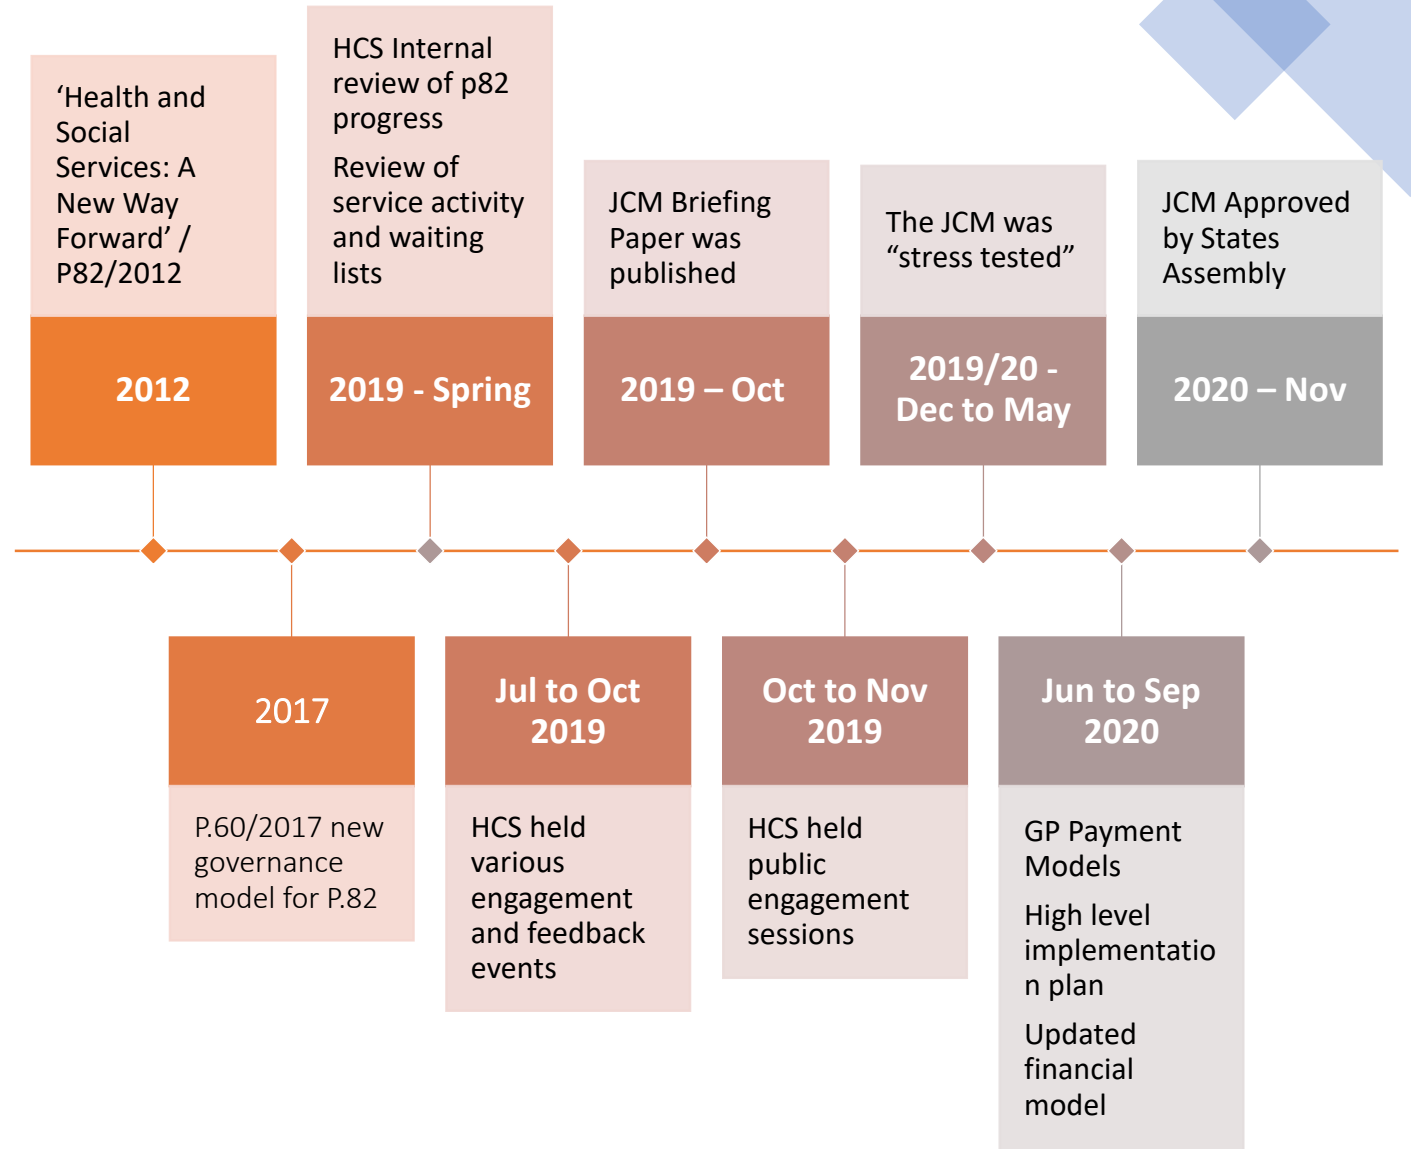 ‘Health and
Social
Services: A
New Way
Forward’ /
P82/2012
2012
HCS Internal
review of p82
progress
Review of
service activity
and waiting
lists
2019 - Spring
JCM Briefing
Paper was
published
2019 – Oct
The JCM was
“stress tested”
2019/20 -
Dec to May
JCM Approved
by States
Assembly
2020 – Nov
2017
P.60/2017 new
governance
model for P.82
Jul to Oct
2019
HCS held
various
engagement
and feedback
events
Oct to Nov
2019
HCS held
public
engagement
sessions
Jun to Sep
2020
GP Payment
Models
High level
implementatio
n plan
Updated
financial
model